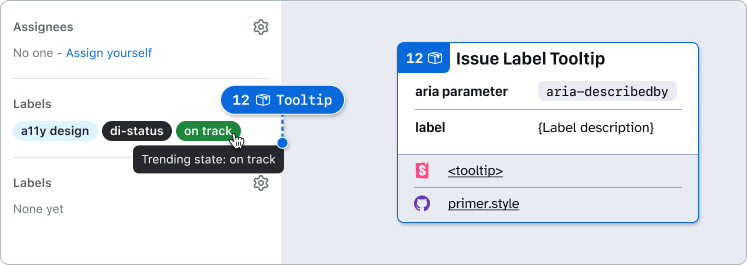 Assignees
No one - Assign yourself
Labels
a11y design di-status on track
Trending state: on track
Labels
None yet
12 Tooltip
12 Issue Label Tooltip
aria parameter aria-describedby
label {Label description}
<tooltip>
primer.style